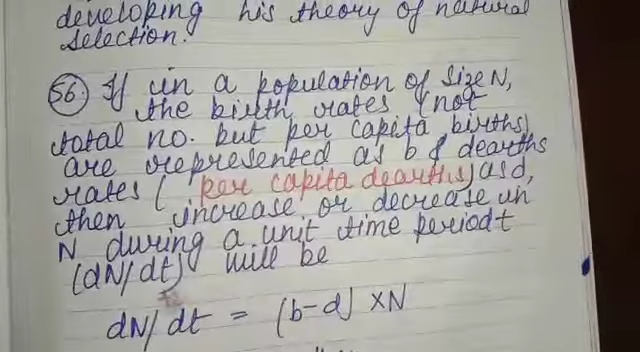 developing his theory of natural
selection.
56. If in a population of size N,
the birth rates (not
total no. but per capita births)
are represented as b & dearths
rates ( per capita dearths) as d,
then increase or decrease in
N during a unit time period t
(dN/dt) will be
dN/dt = (b-d) × N